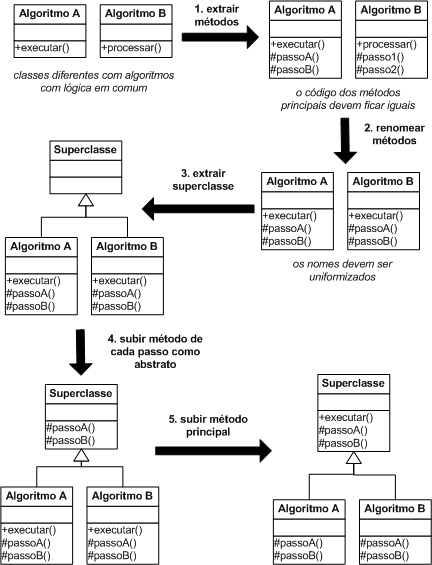 Algoritmo A
+executar()
Algoritmo B
+processar()
classes diferentes com algoritmos
com lógica em comum
1. extrair
métodos
Algoritmo A
+executar()
#passoA()
#passoB()
Algoritmo B
+processar()
#passo1()
#passo2()
o código dos métodos
principais devem ficar iguais
2. renomear
métodos
Algoritmo A
+executar()
#passoA()
#passoB()
Algoritmo B
+executar()
#passoA()
#passoB()
os nomes devem ser
uniformizados
3. extrair
superclasse
Superclasse
Algoritmo A
+executar()
#passoA()
#passoB()
Algoritmo B
+executar()
#passoA()
#passoB()
4. subir método de
cada passo como
abstrato
Superclasse
#passoA()
#passoB()
Algoritmo A
+executar()
#passoA()
#passoB()
Algoritmo B
+executar()
#passoA()
#passoB()
5. subir método
principal
Superclasse
+executar()
#passoA()
#passoB()
Algoritmo A
#passoA()
#passoB()
Algoritmo B
#passoA()
#passoB()